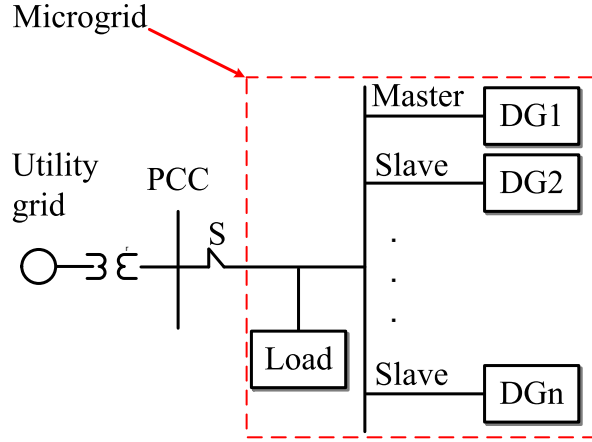 Microgrid
Master
DG1
Utility
grid
PCC
Slave
DG2
S
r
Load
Slave
DGn